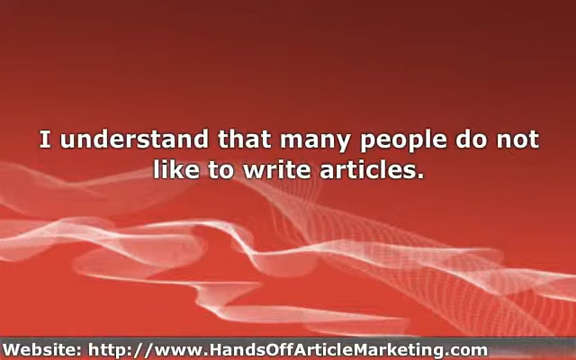 I understand that many people do not
like to write articles.
Website: http://www.HandsOffArticleMarketing.com